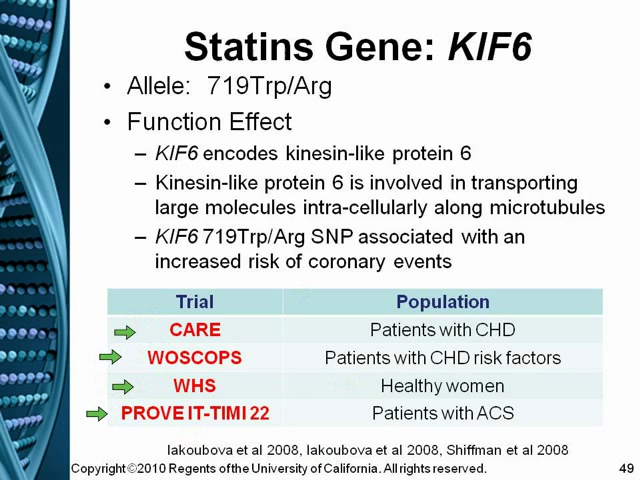 Statins Gene: KIF6
• Allele: 719Trp/Arg
• Function Effect
– KIF6 encodes kinesin-like protein 6
– Kinesin-like protein 6 is involved in transporting
large molecules intra-cellularly along microtubules
– KIF6 719Trp/Arg SNP associated with an
increased risk of coronary events
Trial Population
CARE Patients with CHD
WOSCOPS Patients with CHD risk factors
WHS Healthy women
PROVE IT-TIMI 22 Patients with ACS
Iakoubova et al 2008, Iakoubova et al 2008, Shiffman et al 2008
Copyright ©2010 Regents of the University of California. All rights reserved. 49